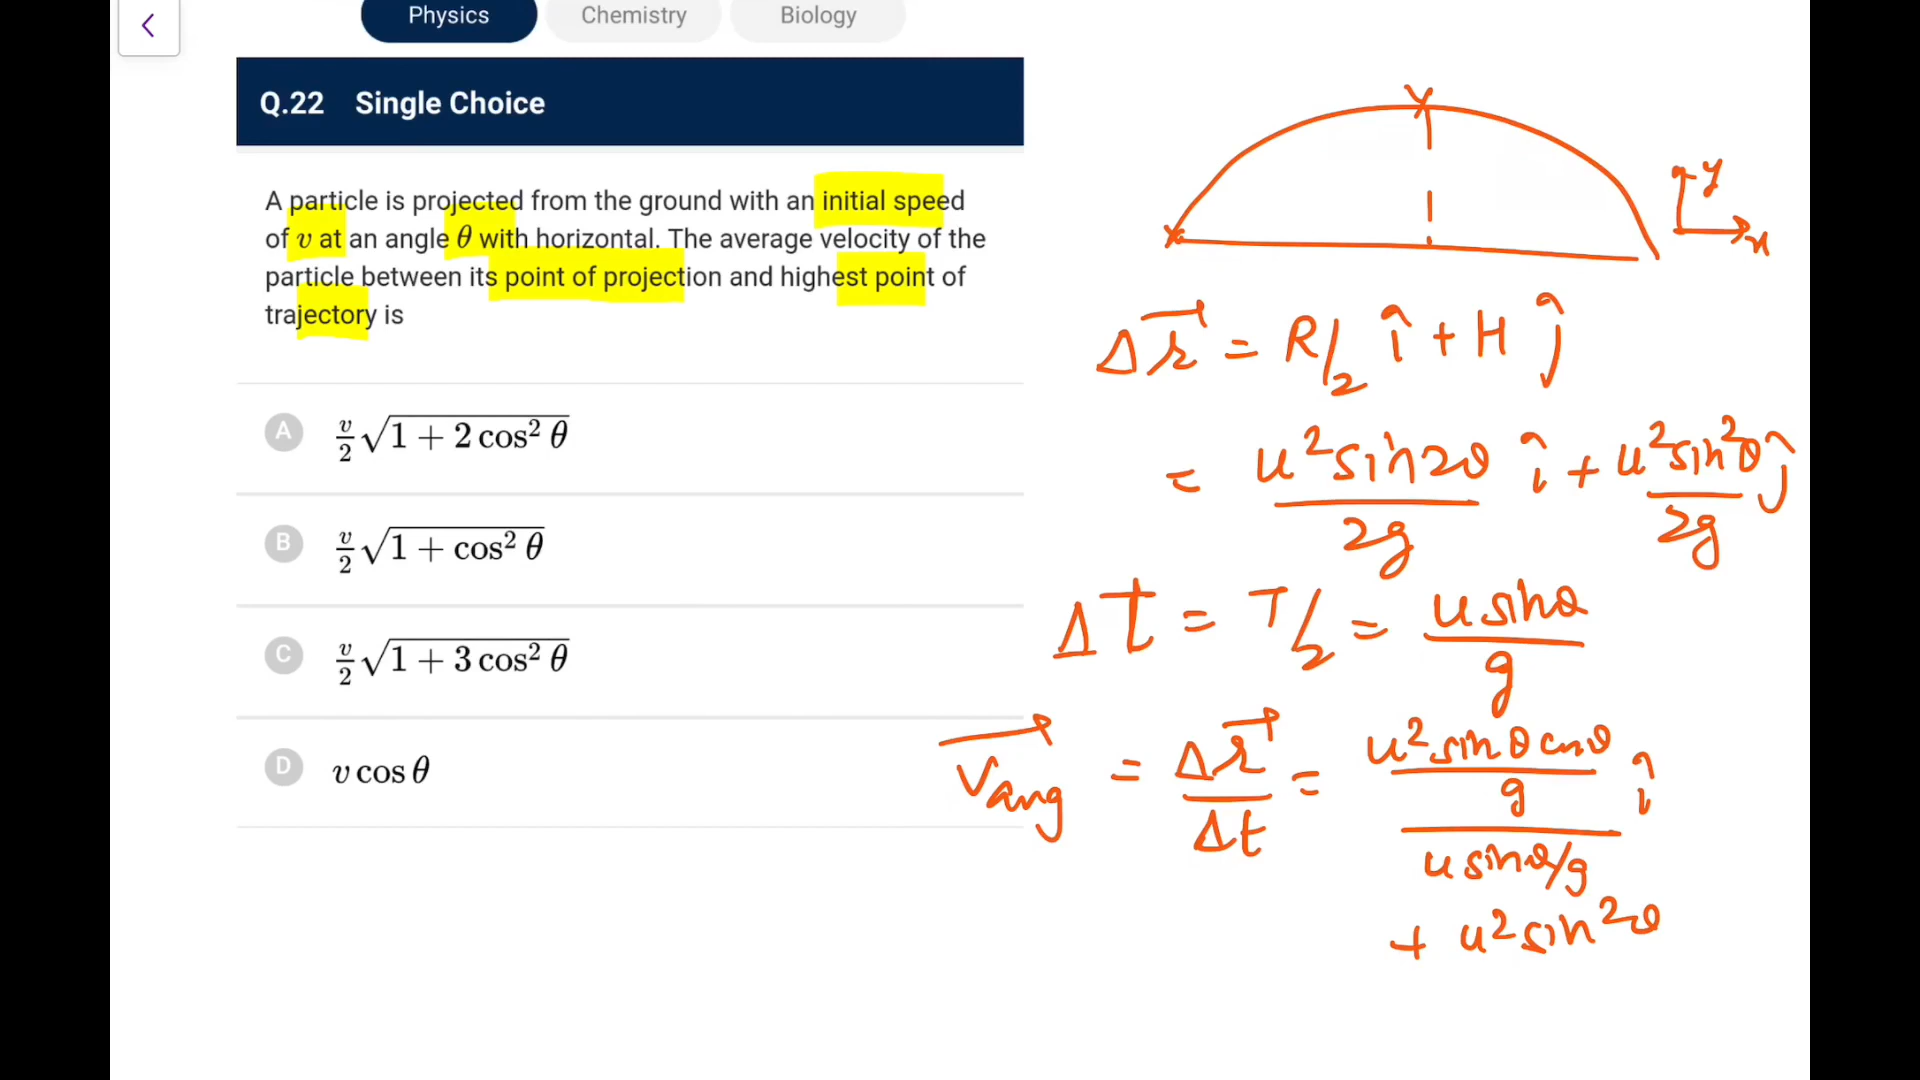 Physics Chemistry Biology
Q.22 Single Choice
A particle is projected from the ground with an initial speed
of v at an angle θ with horizontal. The average velocity of the
particle between its point of projection and highest point of
trajectory is
A v/2 √(1 + 2 cos² θ)
B v/2 √(1 + cos² θ)
C v/2 √(1 + 3 cos² θ)
D v cos θ
y
x
Δr⃗ = R/2 î + H ĵ
= u²sin2θ/2g î + u²sin²θ/2g ĵ
Δt = T/2 = u sinθ/g
V⃗avg = Δr⃗/Δt = (u² sinθ cosθ/g)/(u sinθ/g) î
+ u² sin²θ